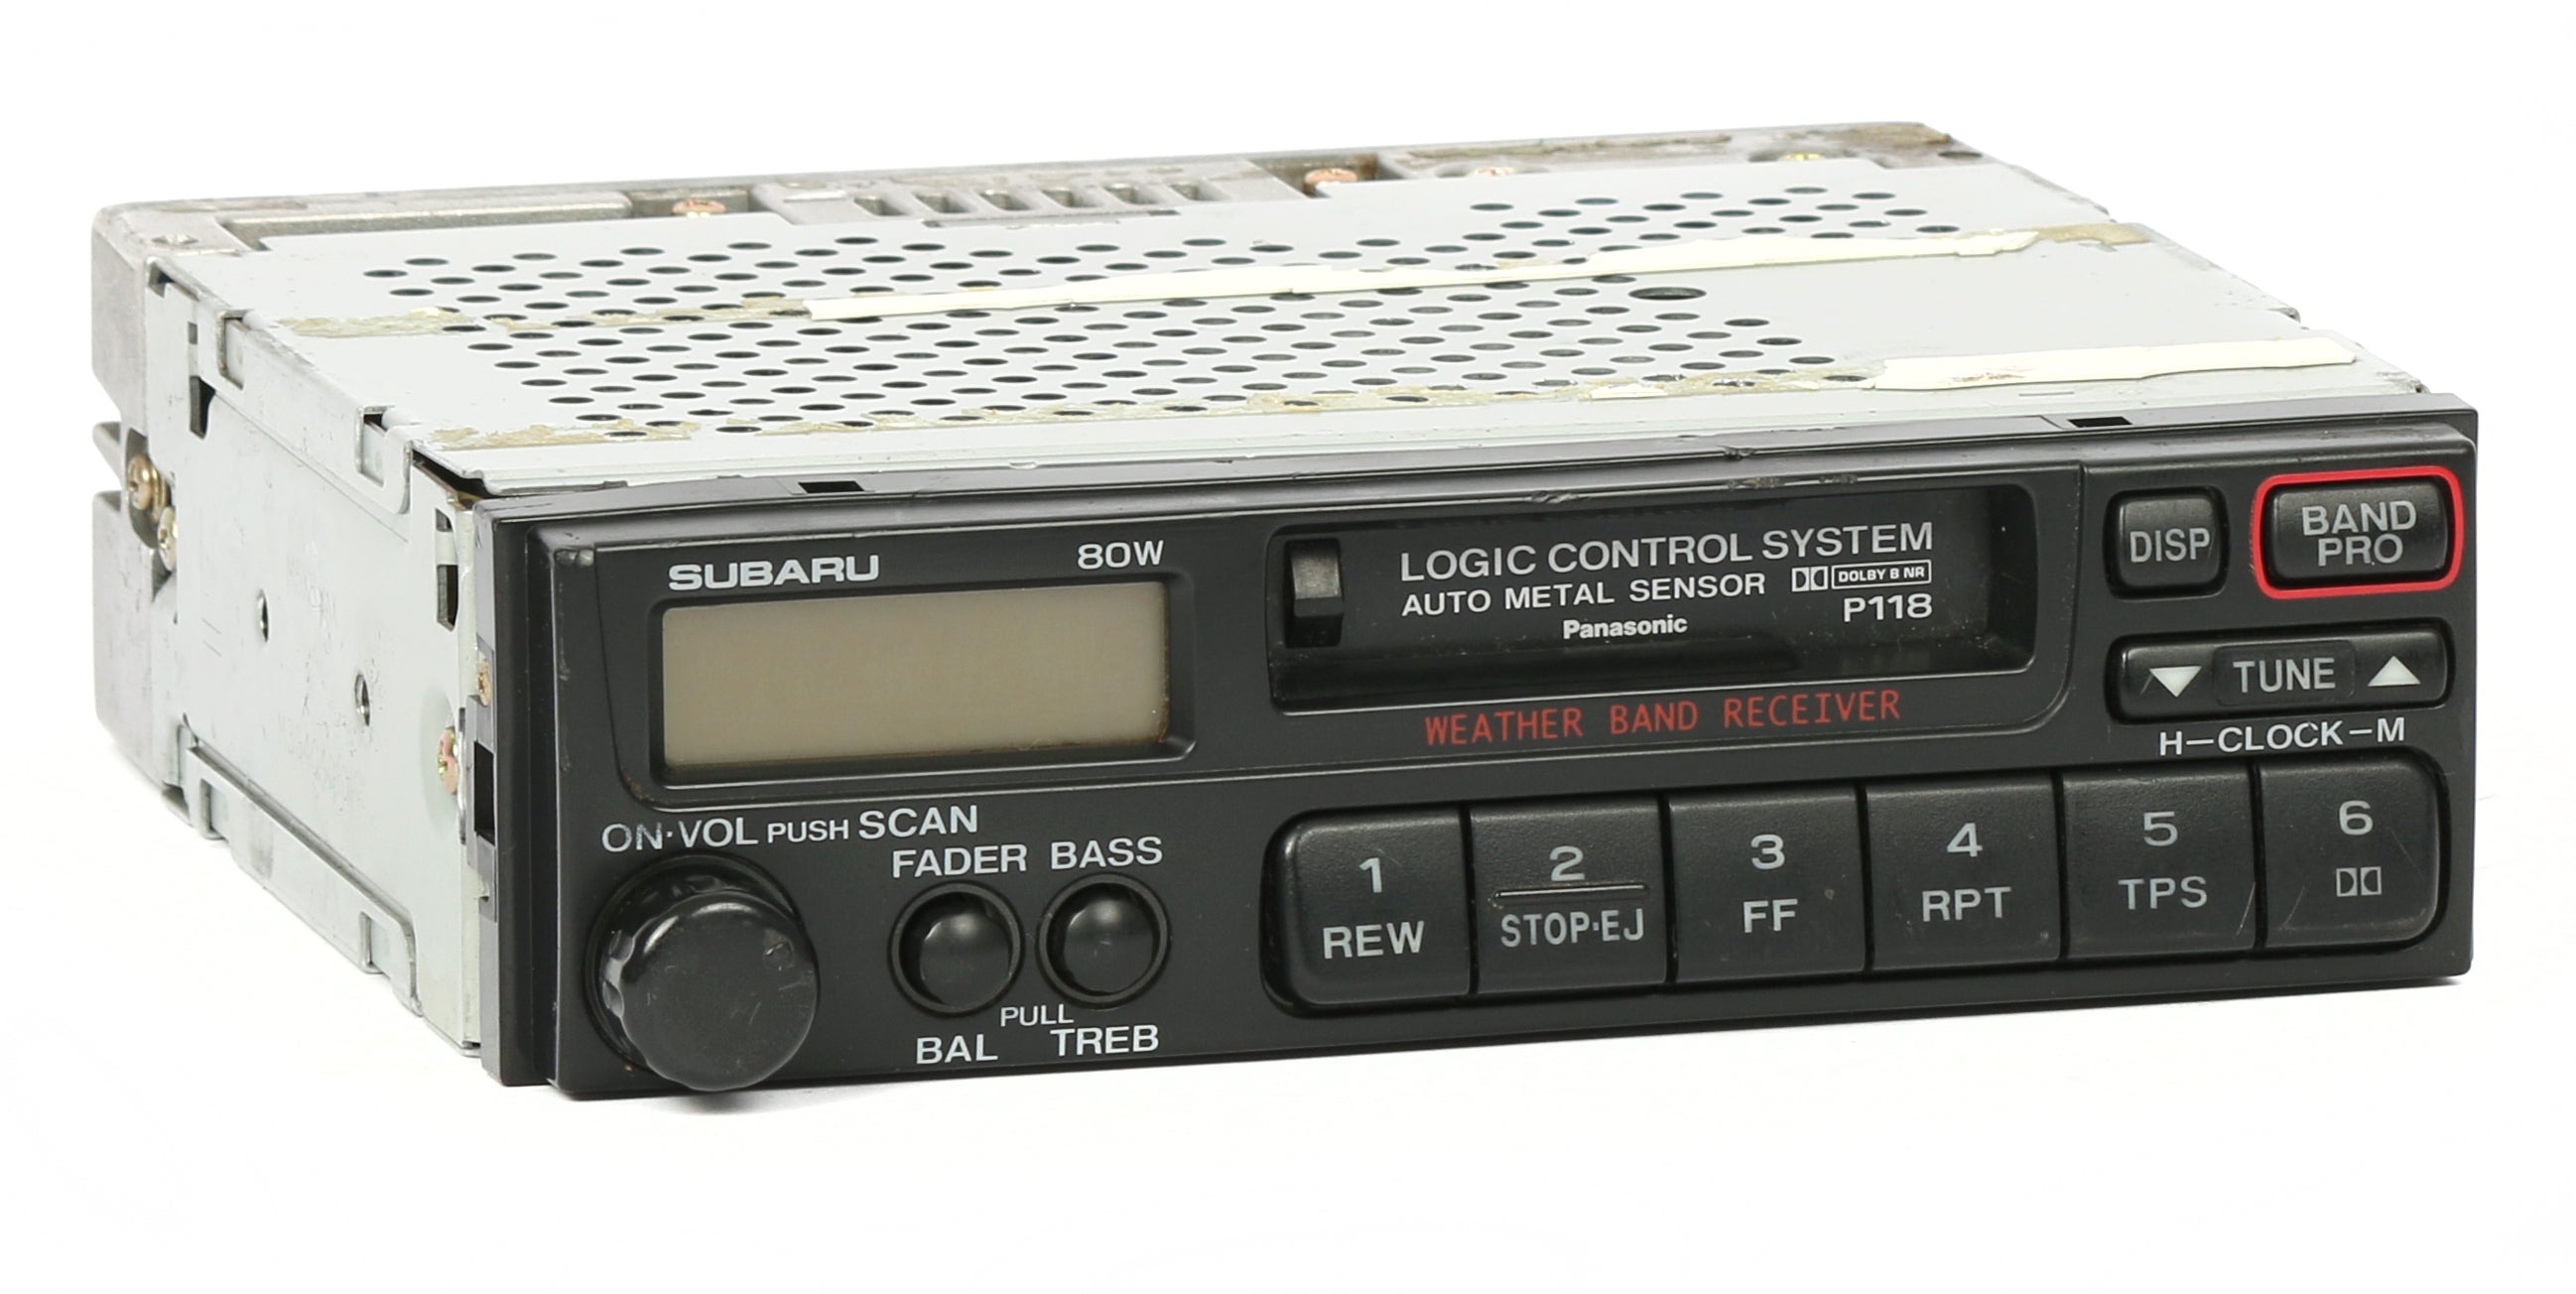 SUBARU 80W
LOGIC CONTROL SYSTEM
AUTO METAL SENSOR DOLBY B NR
P118
Panasonic
WEATHER BAND RECEIVER
DISP
BAND
PRO
TUNE
H-CLOCK-M
ON·VOL PUSH SCAN
FADER BASS
PULL
BAL TREB
1
REW
2
STOP·EJ
3
FF
4
RPT
5
TPS
6